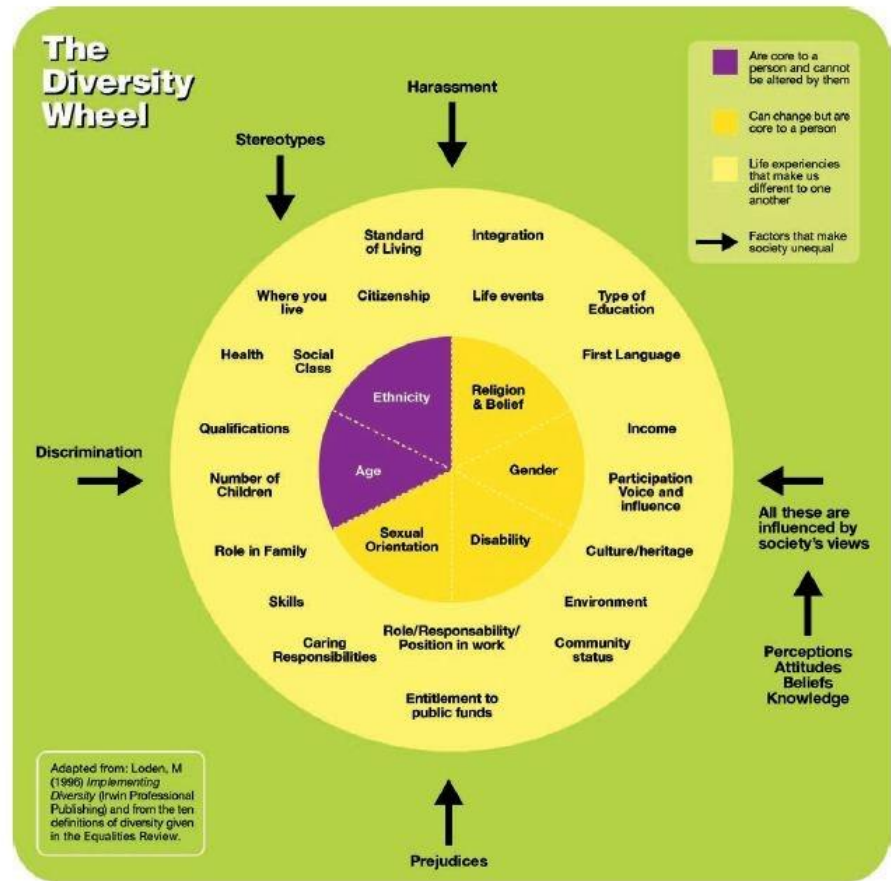 The
Diversity
Wheel
Harassment
Stereotypes
Are core to a
person and cannot
be altered by them
Can change but are
core to a person
Life experiencies
that make us
different to one
another
Factors that make
society unequal
Standard
of Living
Integration
Where you
live
Citizenship
Life events
Type of
Education
Health
Social
Class
First Language
Ethnicity
Religion
& Belief
Qualifications
Income
Discrimination
Age
Gender
Number of
Children
Participation
Voice and
influence
All these are
influenced by
society's views
Sexual
Orientation
Disability
Role in Family
Culture/heritage
Skills
Environment
Caring
Responsibilities
Role/Responsability/
Position in work
Community
status
Perceptions
Attitudes
Beliefs
Knowledge
Entitlement to
public funds
Adapted from: Loden, M
(1996) Implementing
Diversity (Irwin Professional
Publishing) and from the ten
definitions of diversity given
in the Equalities Review.
Prejudices